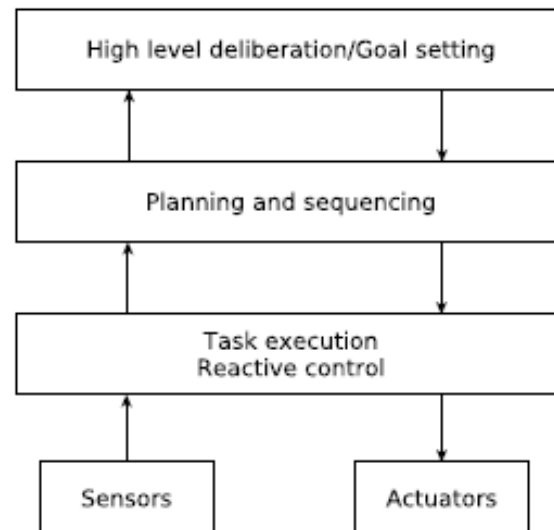 High level deliberation/Goal setting
Planning and sequencing
Task execution
Reactive control
Sensors
Actuators